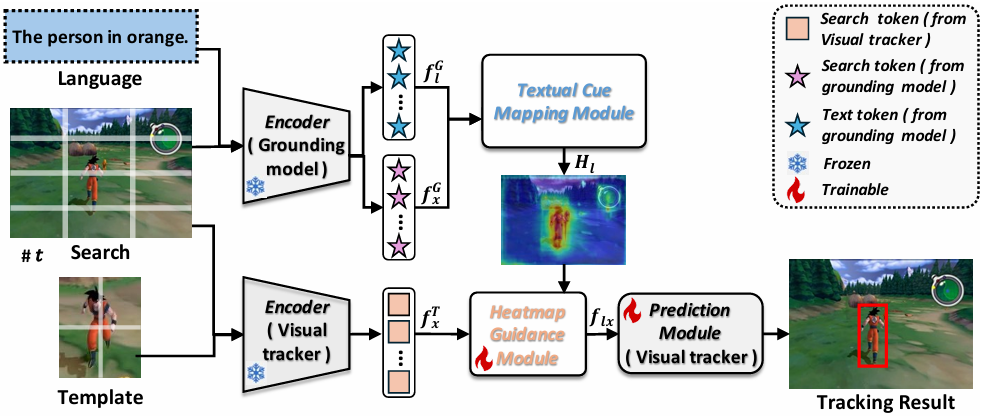 The person in orange.
Language
# t
Search
Template
Encoder
( Grounding
model )
Encoder
( Visual
tracker )
f_l^G
f_x^G
f_x^T
Textual Cue
Mapping Module
H_l
Heatmap
Guidance
Module
f_lx
Prediction
Module
( Visual tracker )
Tracking Result
Search token ( from
Visual tracker )
Search token ( from
grounding model )
Text token ( from
grounding model )
Frozen
Trainable